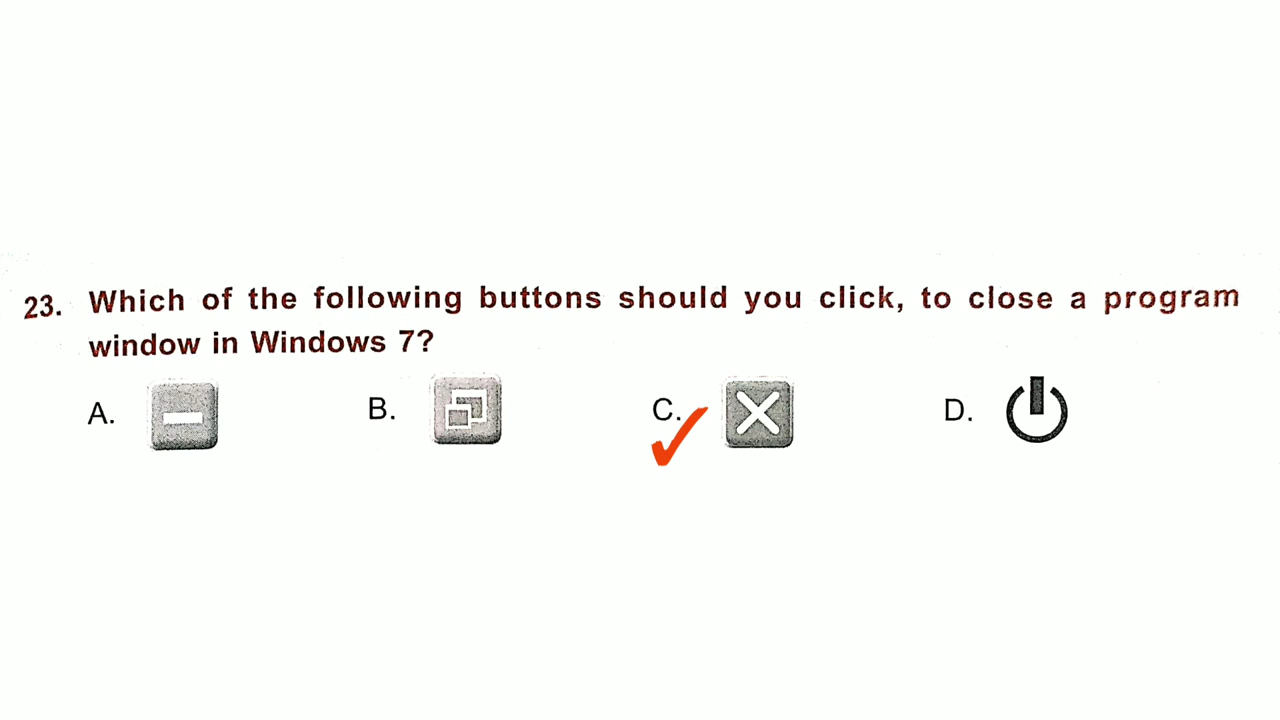 23. Which of the following buttons should you click, to close a program
window in Windows 7?
A. B. C. D.